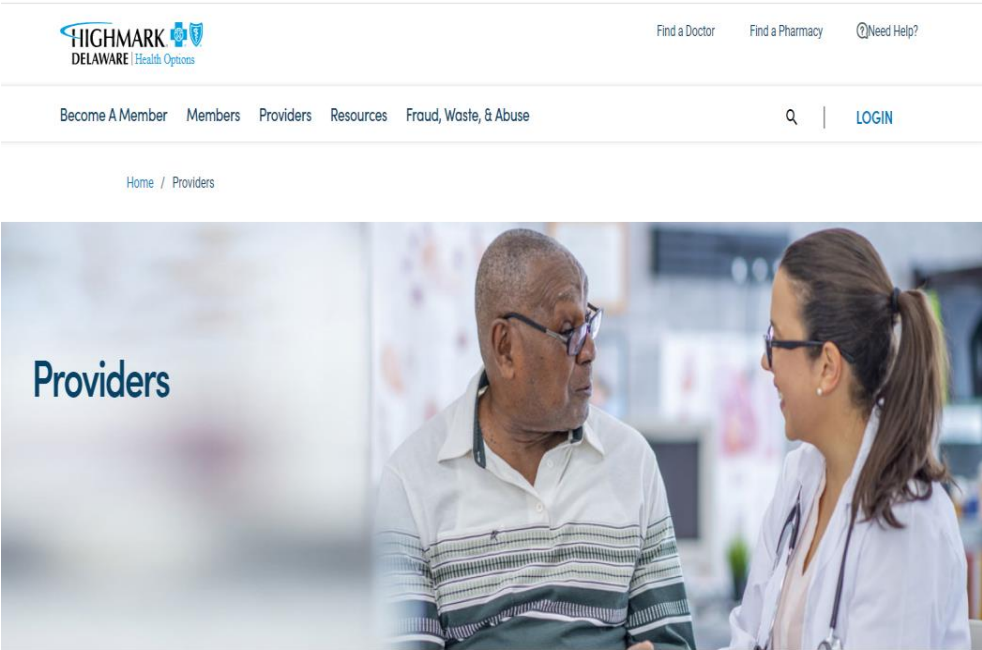 HIGHMARK
DELAWARE | Health Options
Find a Doctor Find a Pharmacy ?Need Help?
Become A Member Members Providers Resources Fraud, Waste, & Abuse | LOGIN
Home / Providers
Providers